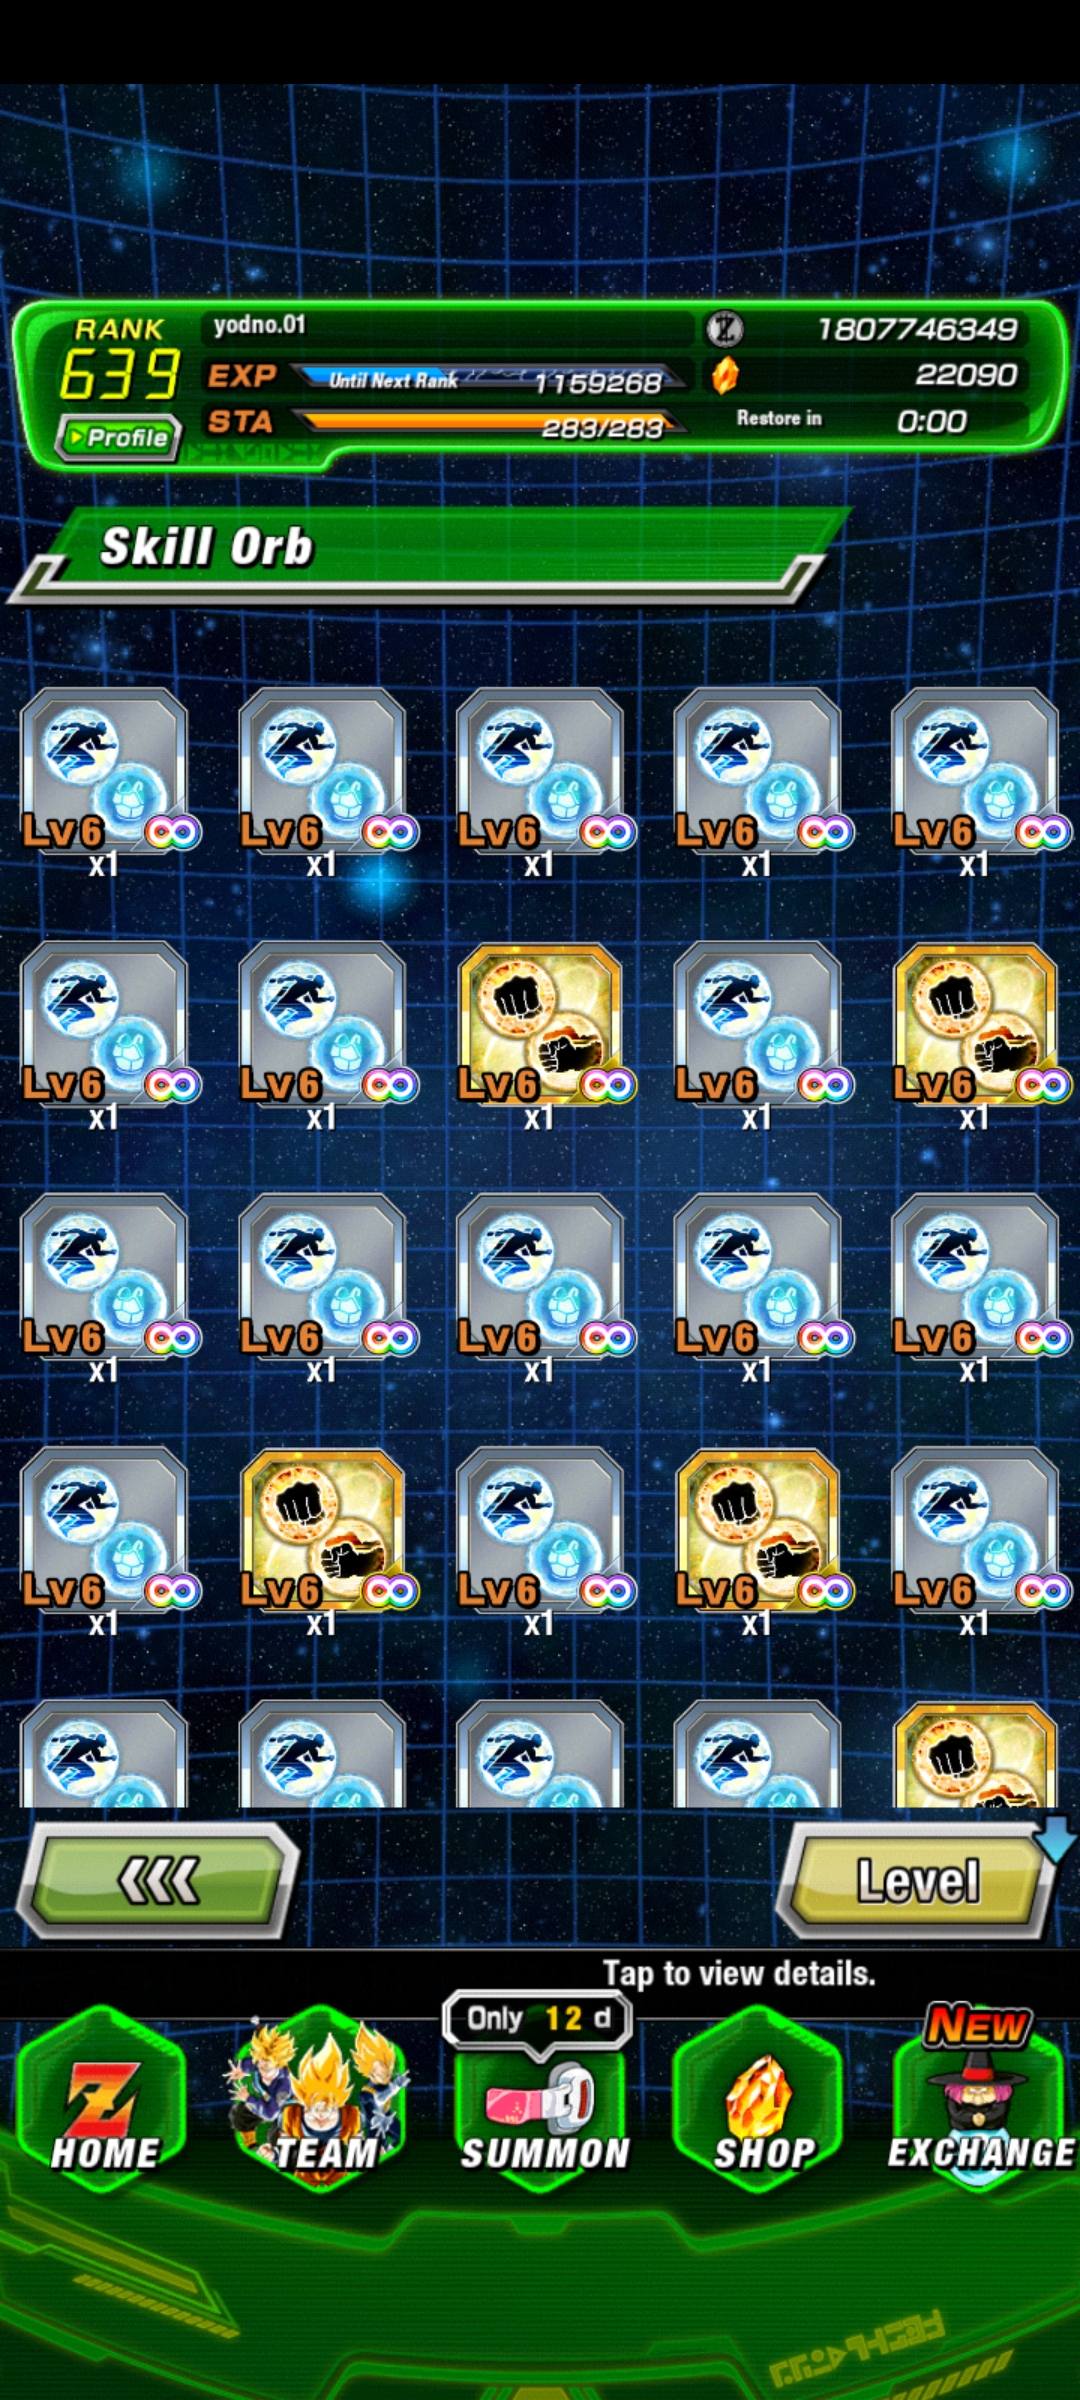 RANK
639
Profile
yodno.01
1807746349
EXP Until Next Rank 1159268
22090
STA 283/283 Restore in 0:00
Skill Orb
Lv6 Lv6 Lv6 Lv6 Lv6
x1 x1 x1 x1 x1
Lv6 Lv6 Lv6 Lv6 Lv6
x1 x1 x1 x1 x1
Lv6 Lv6 Lv6 Lv6 Lv6
x1 x1 x1 x1 x1
Lv6 Lv6 Lv6 Lv6 Lv6
x1 x1 x1 x1 x1
Level
Tap to view details.
Only 12 d
NEW
HOME TEAM SUMMON SHOP EXCHANGE